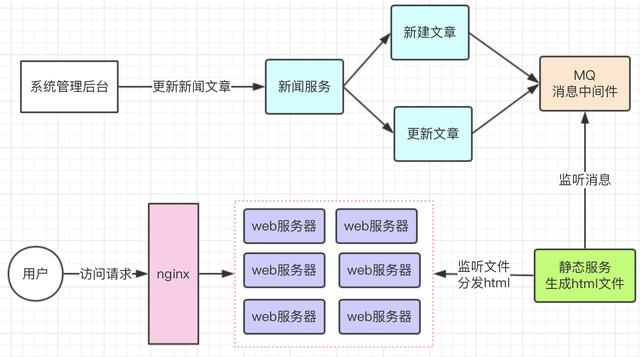 新建文章
系统管理后台
更新新闻文章
新闻服务
MQ
消息中间件
更新文章
监听消息
用户
访问请求
nginx
web服务器
web服务器
web服务器
web服务器
web服务器
web服务器
监听文件
分发html
静态服务
生成html文件